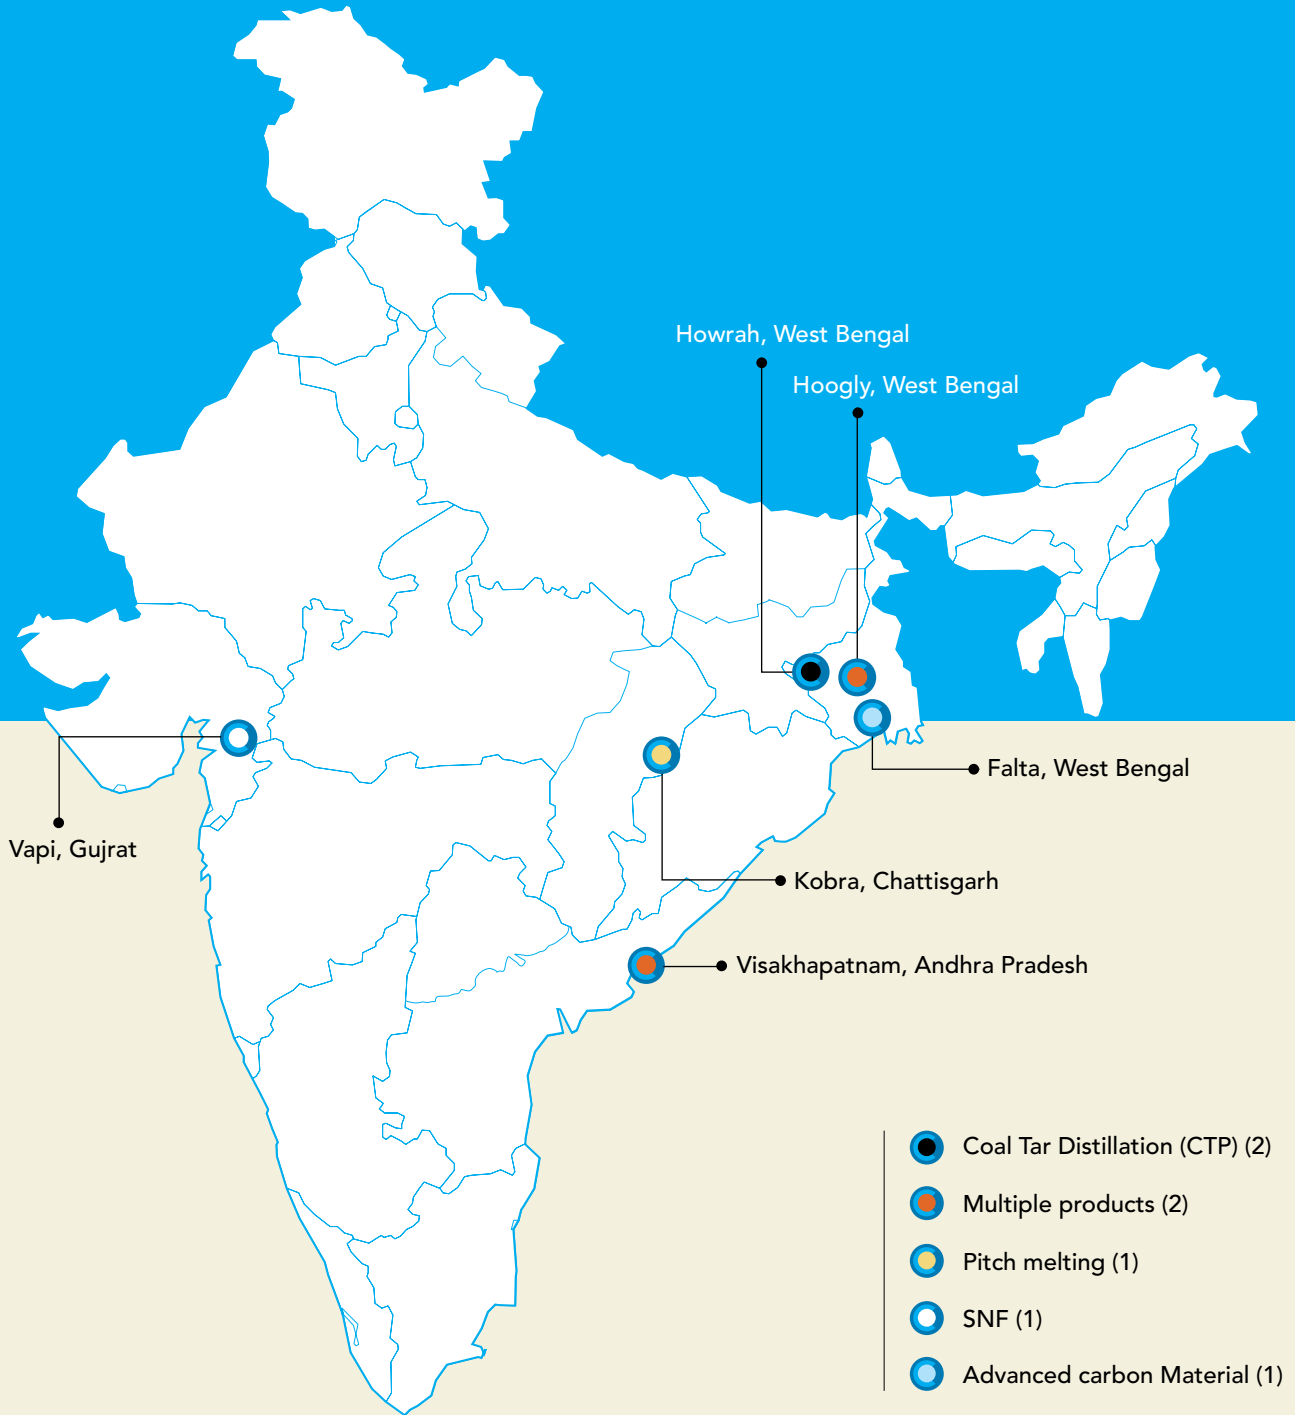 Howrah, West Bengal
Hoogly, West Bengal
Falta, West Bengal
Vapi, Gujrat
Kobra, Chattisgarh
Visakhapatnam, Andhra Pradesh
Coal Tar Distillation (CTP) (2)
Multiple products (2)
Pitch melting (1)
SNF (1)
Advanced carbon Material (1)